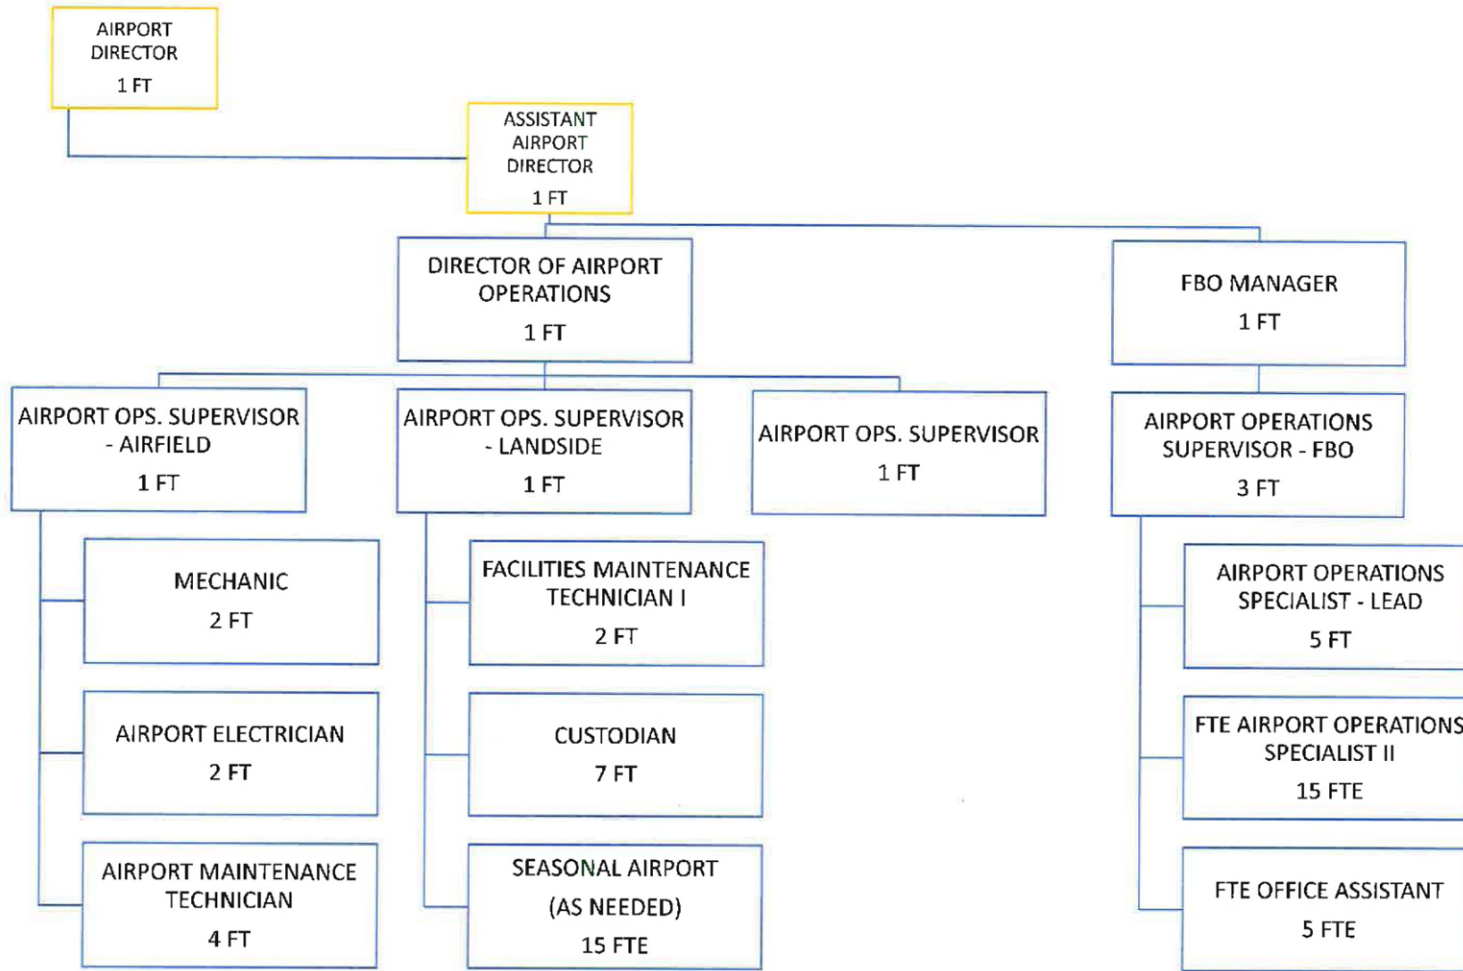 AIRPORT
DIRECTOR
1 FT
ASSISTANT
AIRPORT
DIRECTOR
1 FT
DIRECTOR OF AIRPORT
OPERATIONS
1 FT
FBO MANAGER
1 FT
AIRPORT OPS. SUPERVISOR
- AIRFIELD
1 FT
AIRPORT OPS. SUPERVISOR
- LANDSIDE
1 FT
AIRPORT OPS. SUPERVISOR
1 FT
AIRPORT OPERATIONS
SUPERVISOR - FBO
3 FT
MECHANIC
2 FT
AIRPORT ELECTRICIAN
2 FT
AIRPORT MAINTENANCE
TECHNICIAN
4 FT
FACILITIES MAINTENANCE
TECHNICIAN I
2 FT
CUSTODIAN
7 FT
SEASONAL AIRPORT
(AS NEEDED)
15 FTE
AIRPORT OPERATIONS
SPECIALIST - LEAD
5 FT
FTE AIRPORT OPERATIONS
SPECIALIST II
15 FTE
FTE OFFICE ASSISTANT
5 FTE